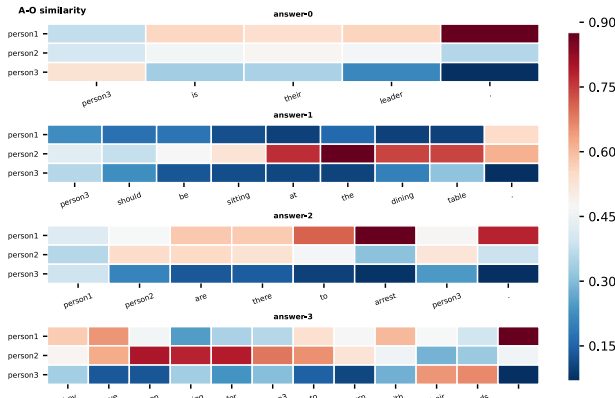 A-O similarity
answer-0
person1
person2
person3
person3 is their leader .
answer-1
person1
person2
person3
person3 should be sitting at the dining table .
answer-2
person1
person2
person3
person1 person2 are there to arrest person3 .
answer-3
person1
person2
person3
for to
0.90
0.75
0.60
0.45
0.30
0.15